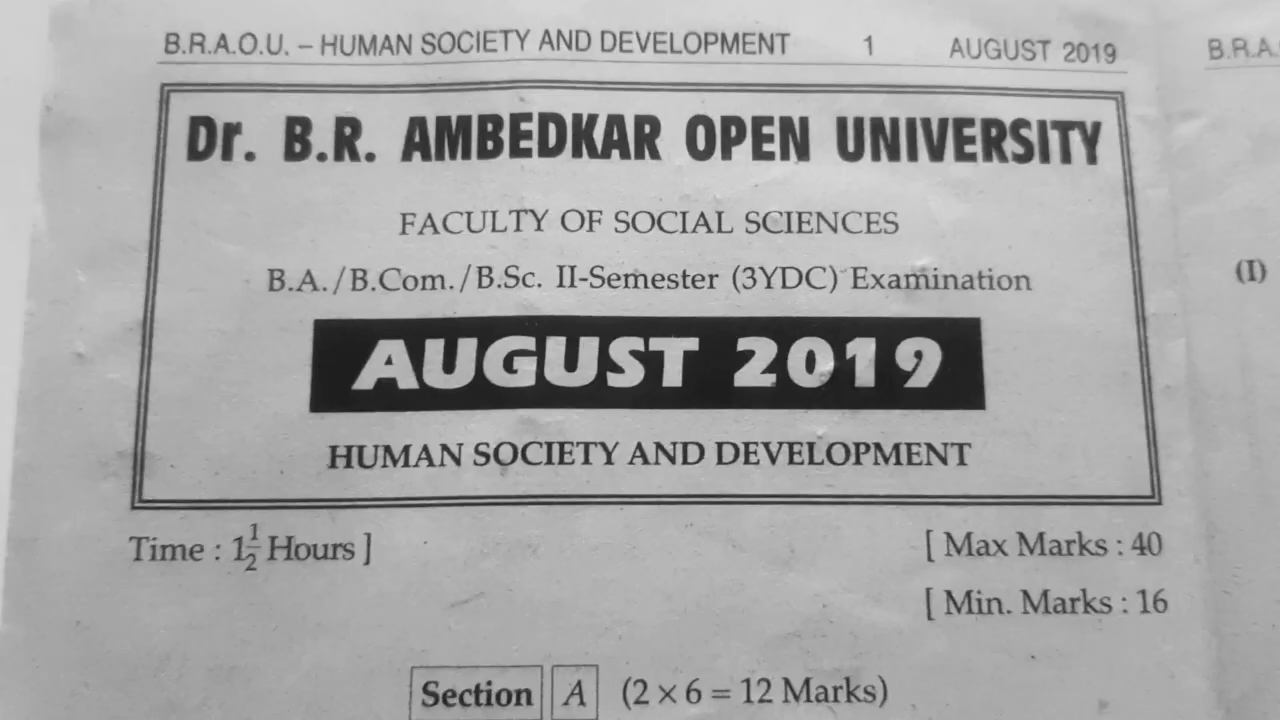 B.R.A.O.U. – HUMAN SOCIETY AND DEVELOPMENT 1 AUGUST 2019
Dr. B.R. AMBEDKAR OPEN UNIVERSITY
FACULTY OF SOCIAL SCIENCES
B.A./B.Com./B.Sc. II-Semester (3YDC) Examination
AUGUST 2019
HUMAN SOCIETY AND DEVELOPMENT
Time : 1½ Hours ] [ Max Marks : 40
[ Min. Marks : 16
Section A (2 × 6 = 12 Marks)
B.R.A.
(I)